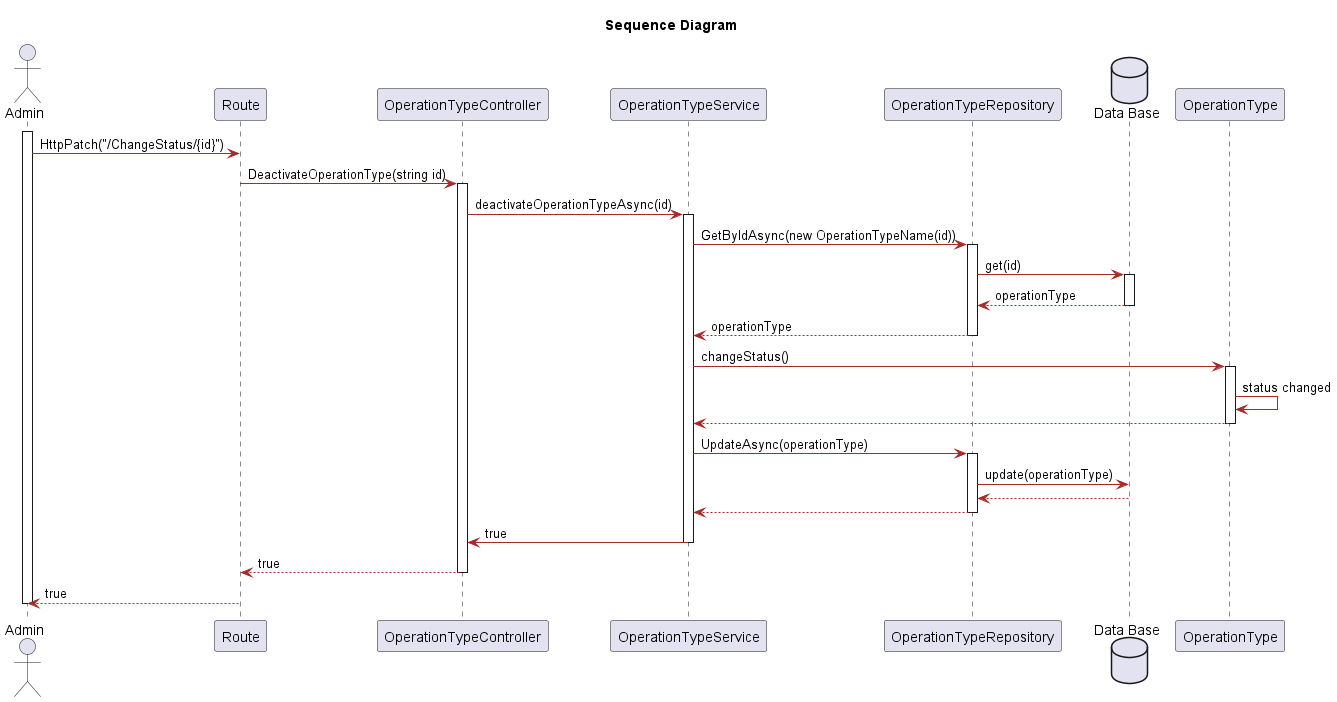 Sequence Diagram
Admin
Route
OperationTypeController
OperationTypeService
OperationTypeRepository
Data Base
OperationType
HttpPatch("/ChangeStatus/{id}")
DeactivateOperationType(string id)
deactivateOperationTypeAsync(id)
GetByIdAsync(new OperationTypeName(id))
get(id)
operationType
operationType
changeStatus()
status changed
UpdateAsync(operationType)
update(operationType)
true
true
true
Admin
Route
OperationTypeController
OperationTypeService
OperationTypeRepository
Data Base
OperationType